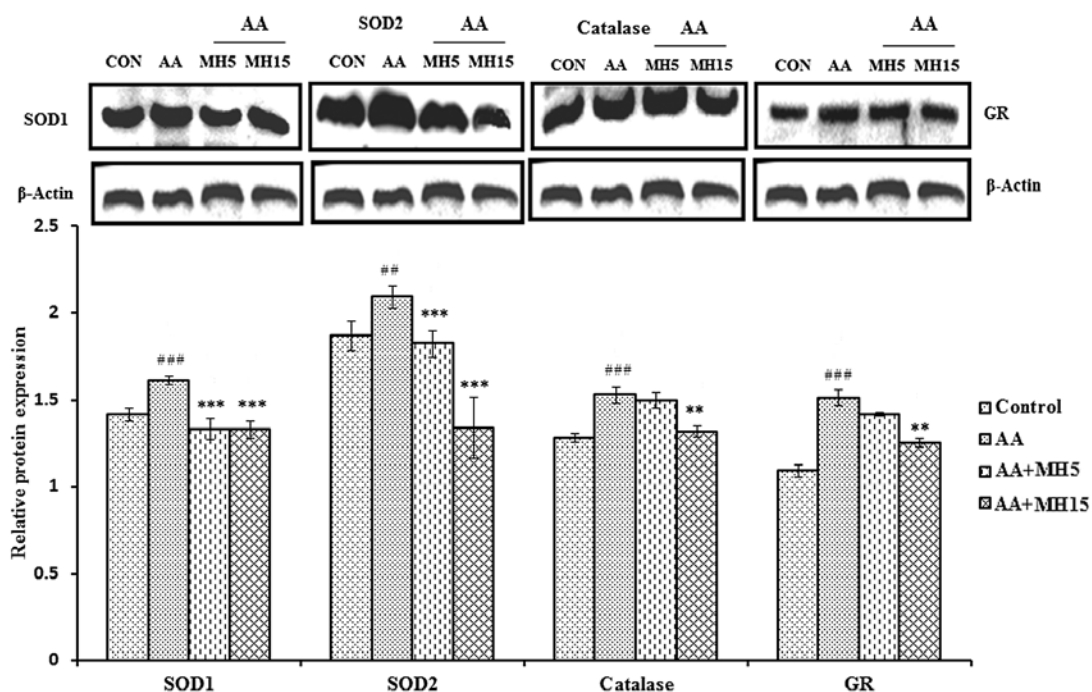 AA SOD2 AA Catalase AA AA
CON AA MH5 MH15 CON AA MH5 MH15 CON AA MH5 MH15 CON AA MH5 MH15
SOD1 GR
β-Actin β-Actin
2.5
2
1.5
1
0.5
0
Relative protein expression
### *** *** ## *** *** ### ** ### **
SOD1 SOD2 Catalase GR
Control
AA
AA+MH5
AA+MH15